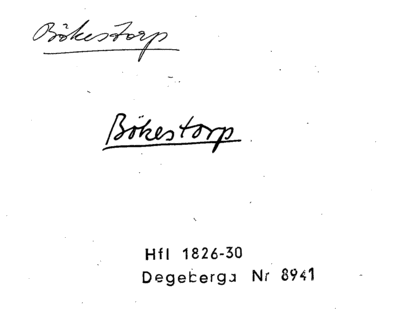 Bökestorp
Bökestorp
Hfl 1826-30
Degeberga Nr 8941